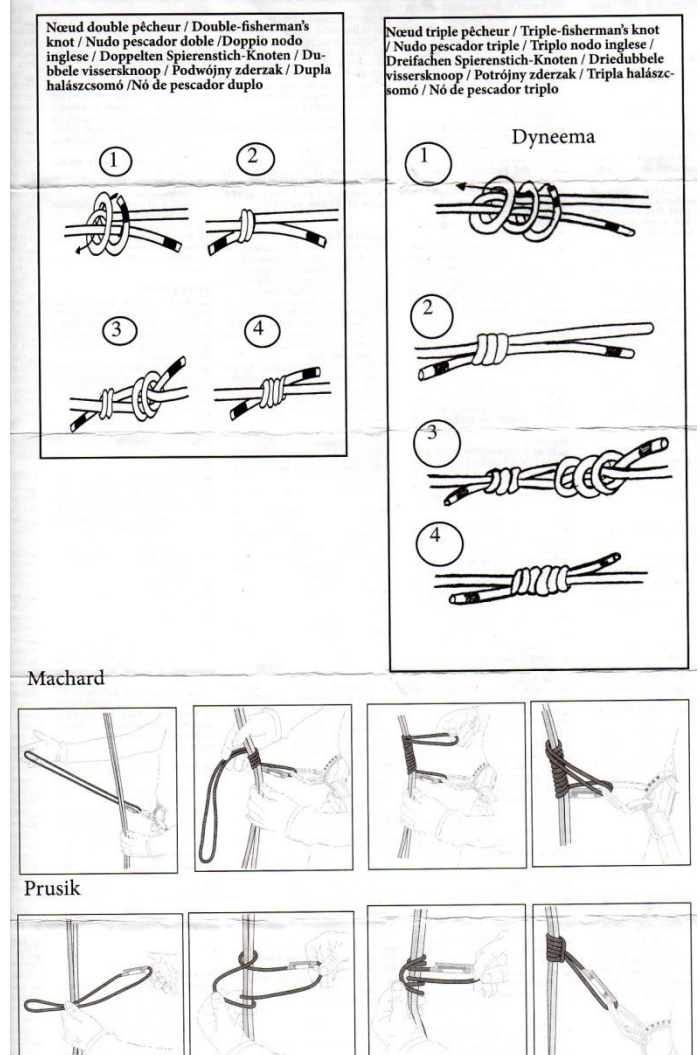 Nœud double pêcheur / Double-fisherman's
knot / Nudo pescador doble /Doppio nodo
inglese / Doppelten Spierenstich-Knoten / Du-
bbele vissersknoop / Podwójny zderzak / Dupla
halászcsomó /Nó de pescador duplo
1
2
3
4
Nœud triple pêcheur / Triple-fisherman's knot
/ Nudo pescador triple / Triplo nodo inglese /
Dreifachen Spierenstich-Knoten / Driedubbele
vissersknoop / Potrójny zderzak / Tripla halászc-
somó / Nó de pescador triplo
Dyneema
1
2
3
4
Machard
Prusik